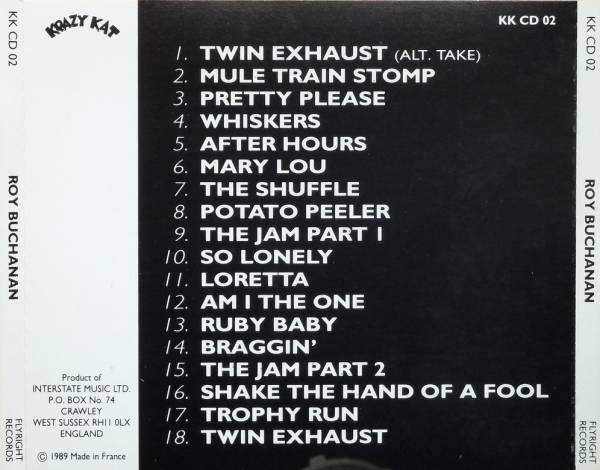 KK CD 02
ROY BUCHANAN
FLYRIGHT
RECORDS
KRAZY KAT
Product of
INTERSTATE MUSIC LTD.
P.O. BOX No. 74
CRAWLEY
WEST SUSSEX RH11 0LX
ENGLAND
© 1989 Made in France
KK CD 02
1. TWIN EXHAUST (ALT. TAKE)
2. MULE TRAIN STOMP
3. PRETTY PLEASE
4. WHISKERS
5. AFTER HOURS
6. MARY LOU
7. THE SHUFFLE
8. POTATO PEELER
9. THE JAM PART 1
10. SO LONELY
11. LORETTA
12. AM I THE ONE
13. RUBY BABY
14. BRAGGIN'
15. THE JAM PART 2
16. SHAKE THE HAND OF A FOOL
17. TROPHY RUN
18. TWIN EXHAUST
KK CD 02
ROY BUCHANAN
FLYRIGHT
RECORDS